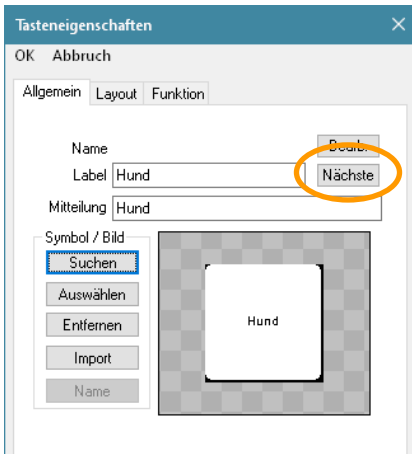 Tasteneigenschaften
OK Abbruch
Allgemein Layout Funktion
Name Bearb.
Label Hund Nächste
Mitteilung Hund
Symbol / Bild
Suchen
Auswählen
Hund
Entfernen
Import
Name